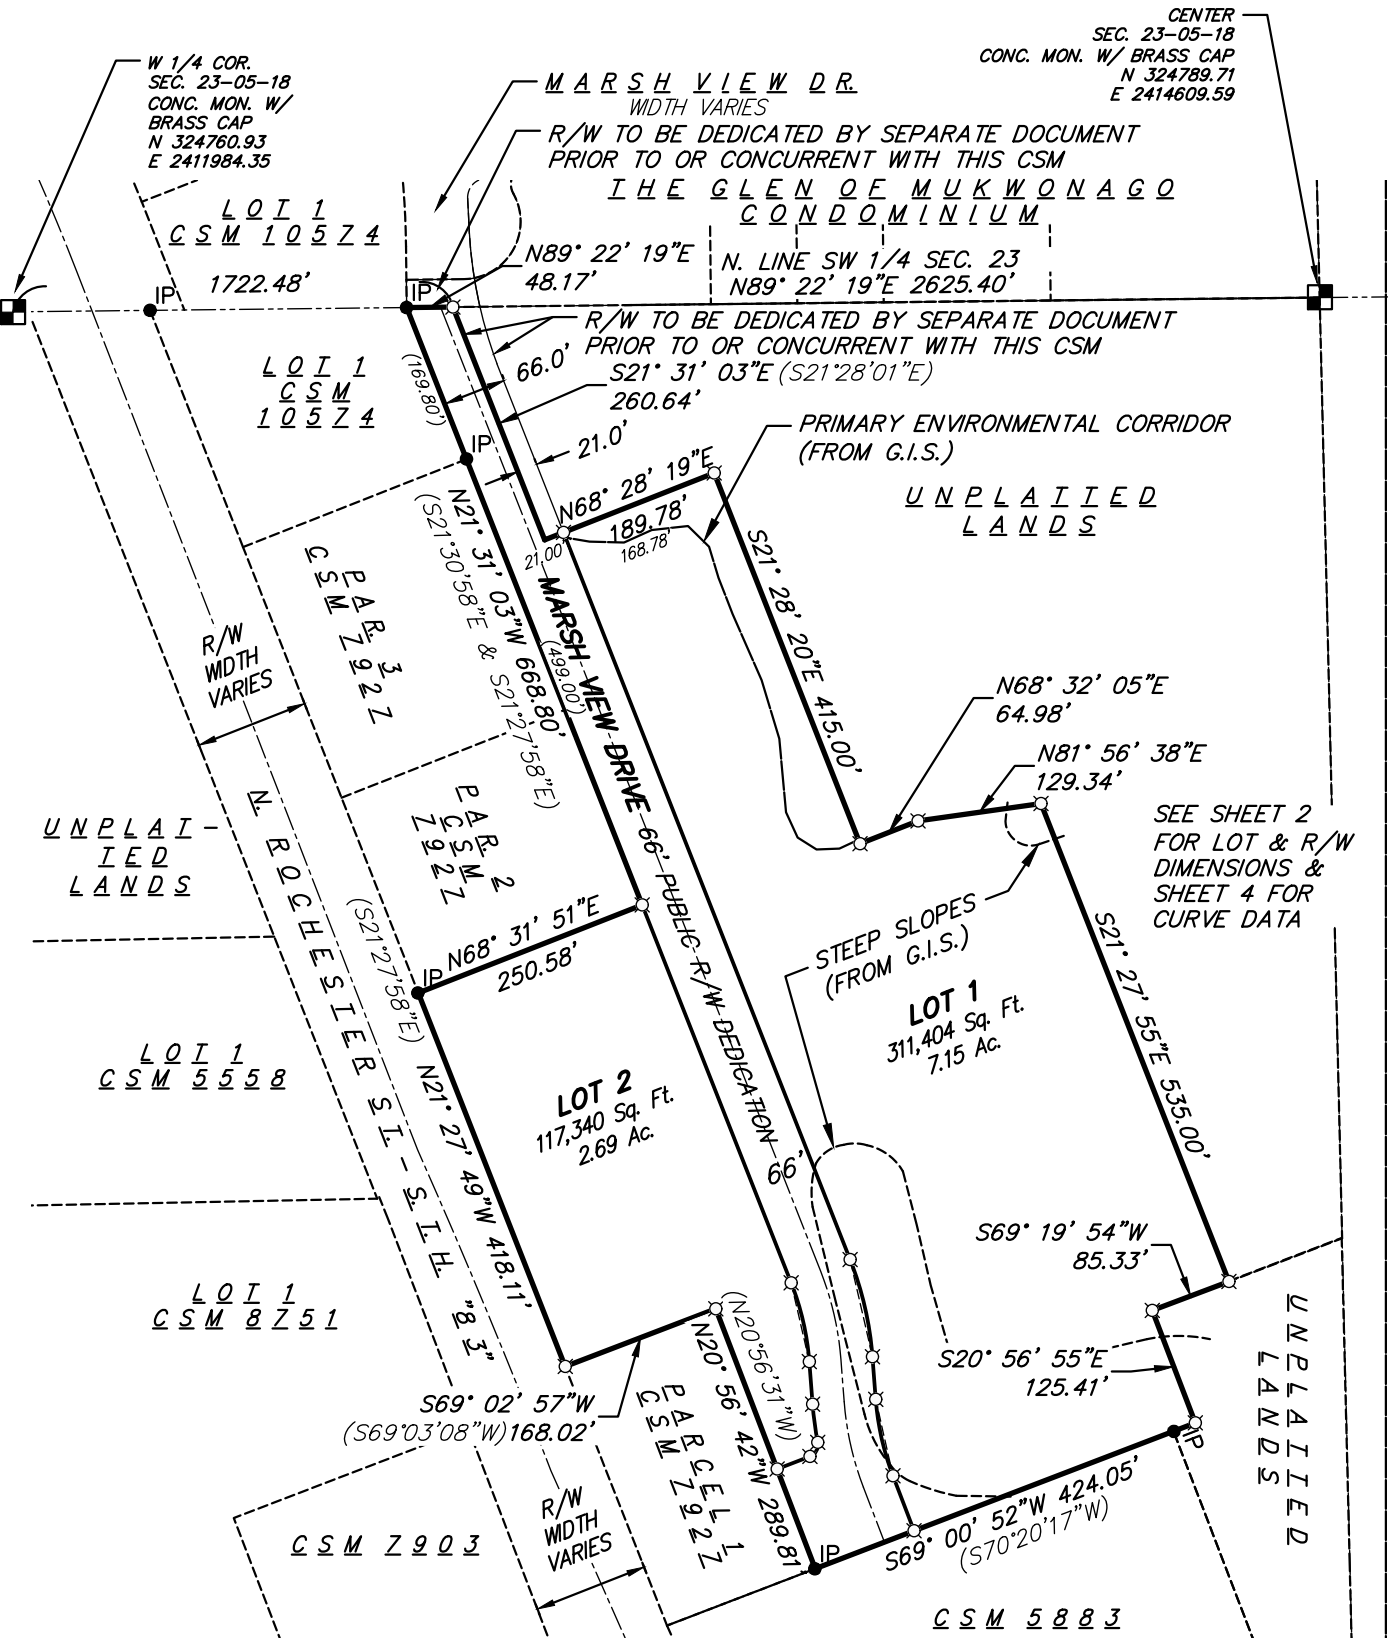 CENTER
SEC. 23-05-18
CONC. MON. W/ BRASS CAP
N 324789.71
E 2414609.59
W 1/4 COR.
SEC. 23-05-18
CONC. MON. W/
BRASS CAP
N 324760.93
E 2411984.35
MARSH VIEW DR.
WIDTH VARIES
R/W TO BE DEDICATED BY SEPARATE DOCUMENT
PRIOR TO OR CONCURRENT WITH THIS CSM
THE GLEN OF MUKWONAGO
CONDOMINIUM
LOT 1
CSM 10574
N89° 22' 19"E
48.17'
N. LINE SW 1/4 SEC. 23
N89° 22' 19"E 2625.40'
1722.48'
IP
IP
R/W TO BE DEDICATED BY SEPARATE DOCUMENT
PRIOR TO OR CONCURRENT WITH THIS CSM
LOT 1
CSM
10574
(169.80')
66.0'
S21° 31' 03"E (S21°28'01"E)
260.64'
21.0'
PRIMARY ENVIRONMENTAL CORRIDOR
(FROM G.I.S.)
IP
N68° 28' 19"E
189.78'
168.78'
21.00'
UNPLATTED
LANDS
N21° 31' 03"W 668.80'
(S21°30'58"E & S21°27'58"E)
(499.00')
S21° 28' 20"E 415.00'
PAR. 3
CSM 7927
R/W
WIDTH
VARIES
MARSH VIEW DRIVE 66' PUBLIC R/W DEDICATION
N68° 32' 05"E
64.98'
N81° 56' 38"E
129.34'
PAR. 2
CSM
7927
UNPLAT-
TED
LANDS
SEE SHEET 2
FOR LOT & R/W
DIMENSIONS &
SHEET 4 FOR
CURVE DATA
N. ROCHESTER ST. - S.T.H. "83"
(S21°27'58"E)
IP
N68° 31' 51"E
250.58'
STEEP SLOPES
(FROM G.I.S.)
S21° 27' 55"E 535.00'
LOT 1
311,404 Sq. Ft.
7.15 Ac.
LOT 1
CSM 5558
N21° 27' 49"W 418.11'
LOT 2
117,340 Sq. Ft.
2.69 Ac.
66'
S69° 19' 54"W
85.33'
LOT 1
CSM 8751
(N20°56'31"W)
N20° 56' 42"W 289.81
S20° 56' 55"E
125.41'
UNPLATTED
LANDS
S69° 02' 57"W
(S69°03'08"W) 168.02'
PARCEL 1
CSM 7927
IP
R/W
WIDTH
VARIES
CSM 7903
IP
S69° 00' 52"W 424.05'
(S70°20'17"W)
CSM 5883